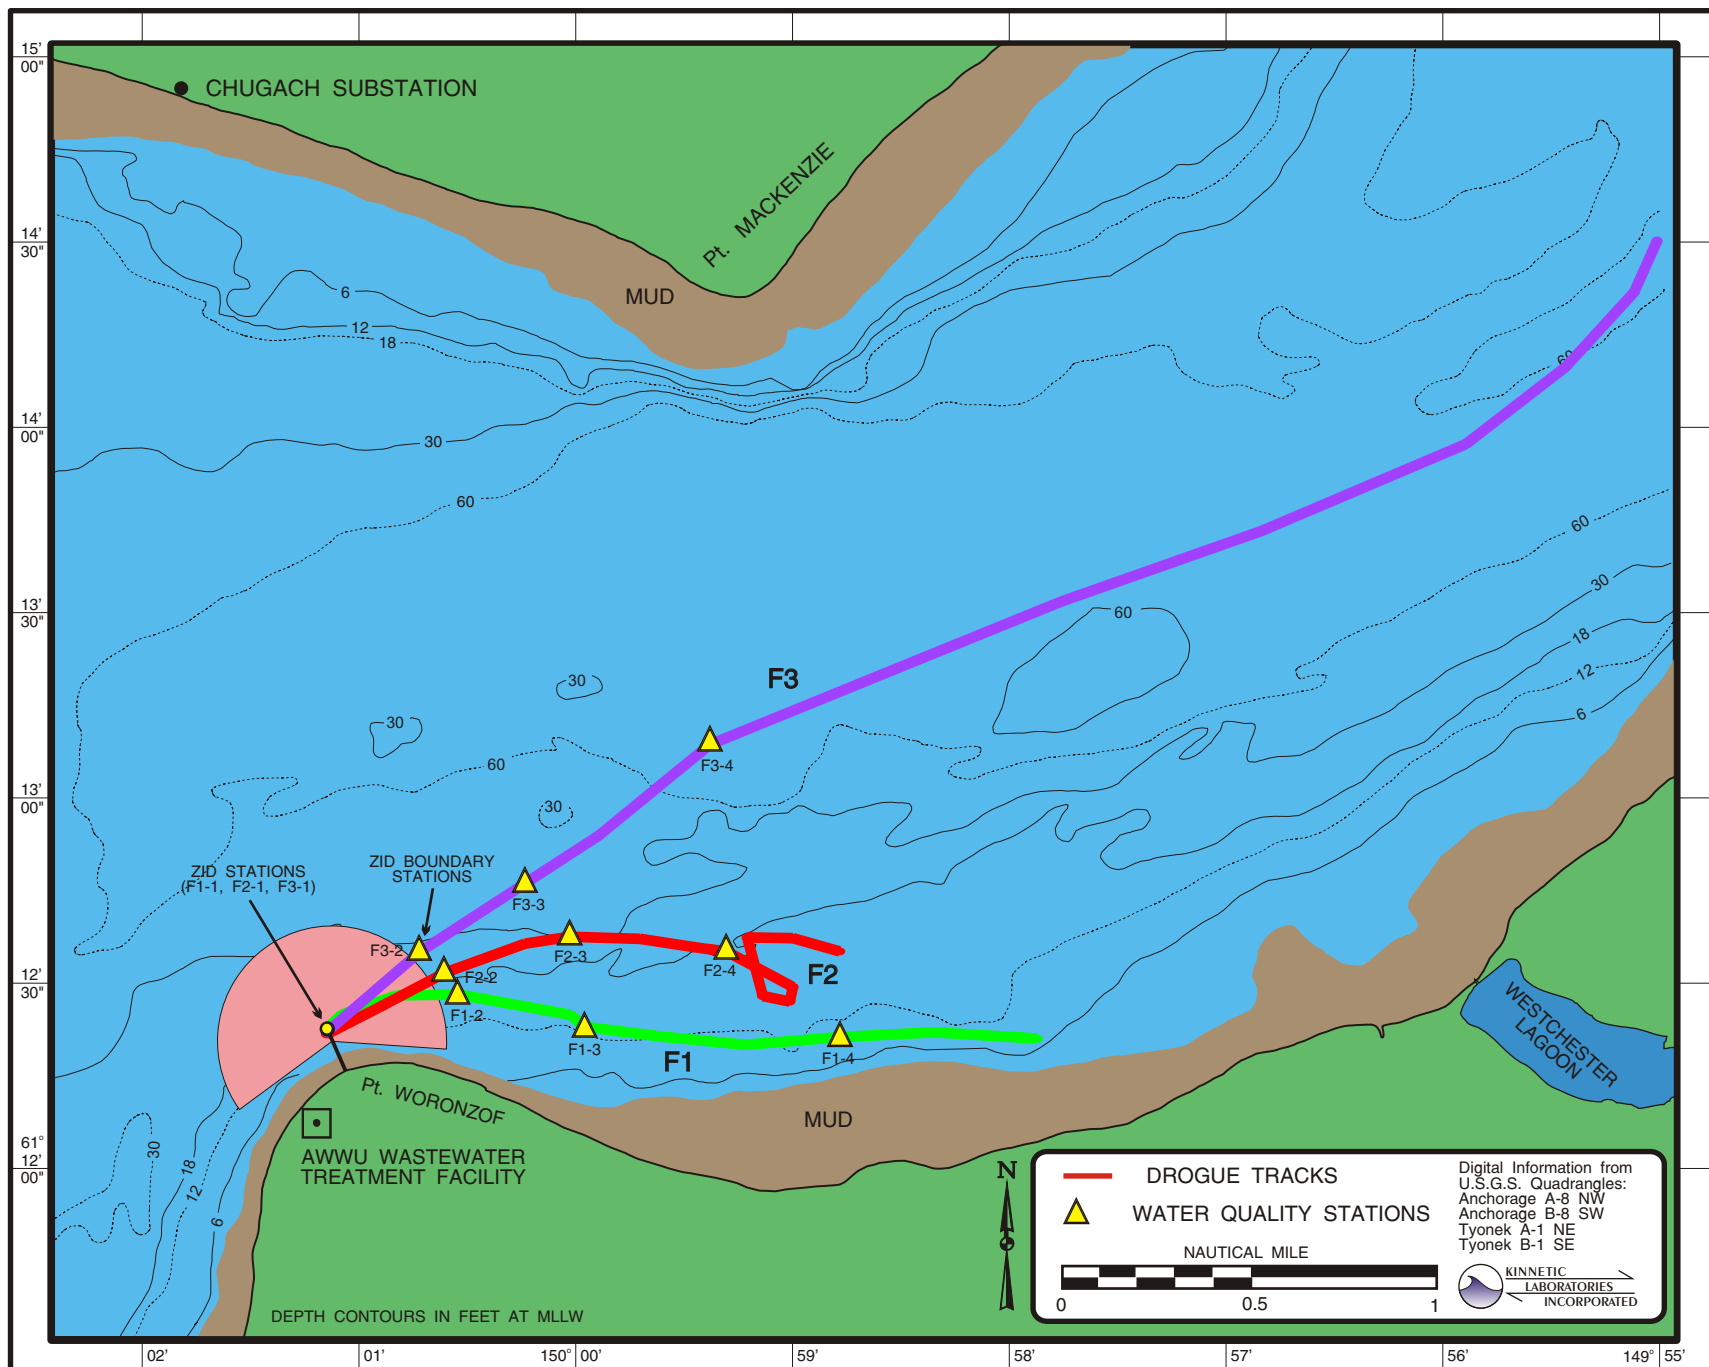 15'
00"
CHUGACH SUBSTATION
Pt. MACKENZIE
14'
30"
MUD
6
12
18
60
14'
00"
30
60
60
30
13'
30"
60
18
12
F3
30
6
30
F3-4
60
13'
00"
30
ZID BOUNDARY
STATIONS
ZID STATIONS
(F1-1, F2-1, F3-1)
F3-3
F3-2
F2-3
F2-4
F2
F2-2
12'
30"
F1-2
F1-3
F1
F1-4
WESTCHESTER
LAGOON
Pt. WORONZOF
MUD
61°
12'
00"
30
18
12
6
AWWU WASTEWATER
TREATMENT FACILITY
N
DROGUE TRACKS
WATER QUALITY STATIONS
NAUTICAL MILE
0
0.5
1
Digital Information from
U.S.G.S. Quadrangles:
Anchorage A-8 NW
Anchorage B-8 SW
Tyonek A-1 NE
Tyonek B-1 SE
KINNETIC
LABORATORIES
INCORPORATED
DEPTH CONTOURS IN FEET AT MLLW
02'
01'
150° 00'
59'
58'
57'
56'
149° 55'